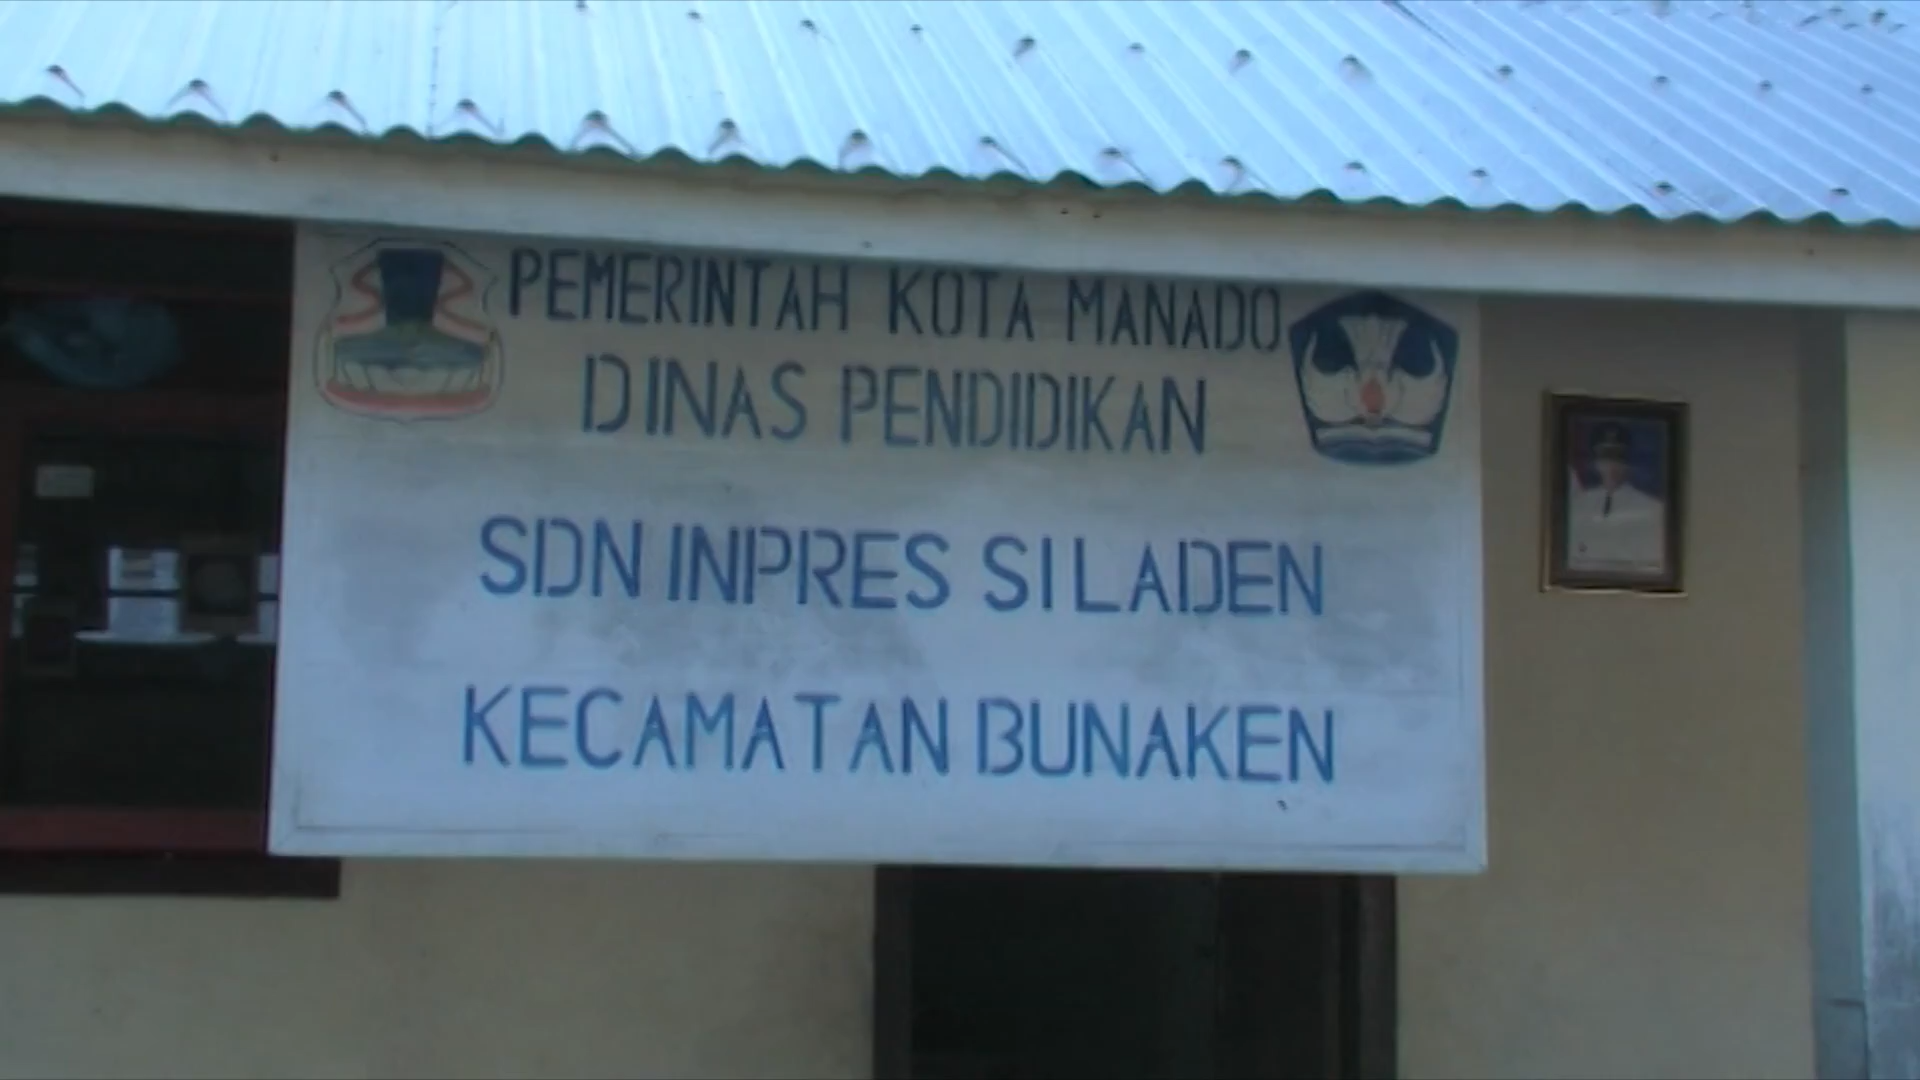 PEMERINTAH KOTA MANADO
DINAS PENDIDIKAN
SDN INPRES SILADEN
KECAMATAN BUNAKEN